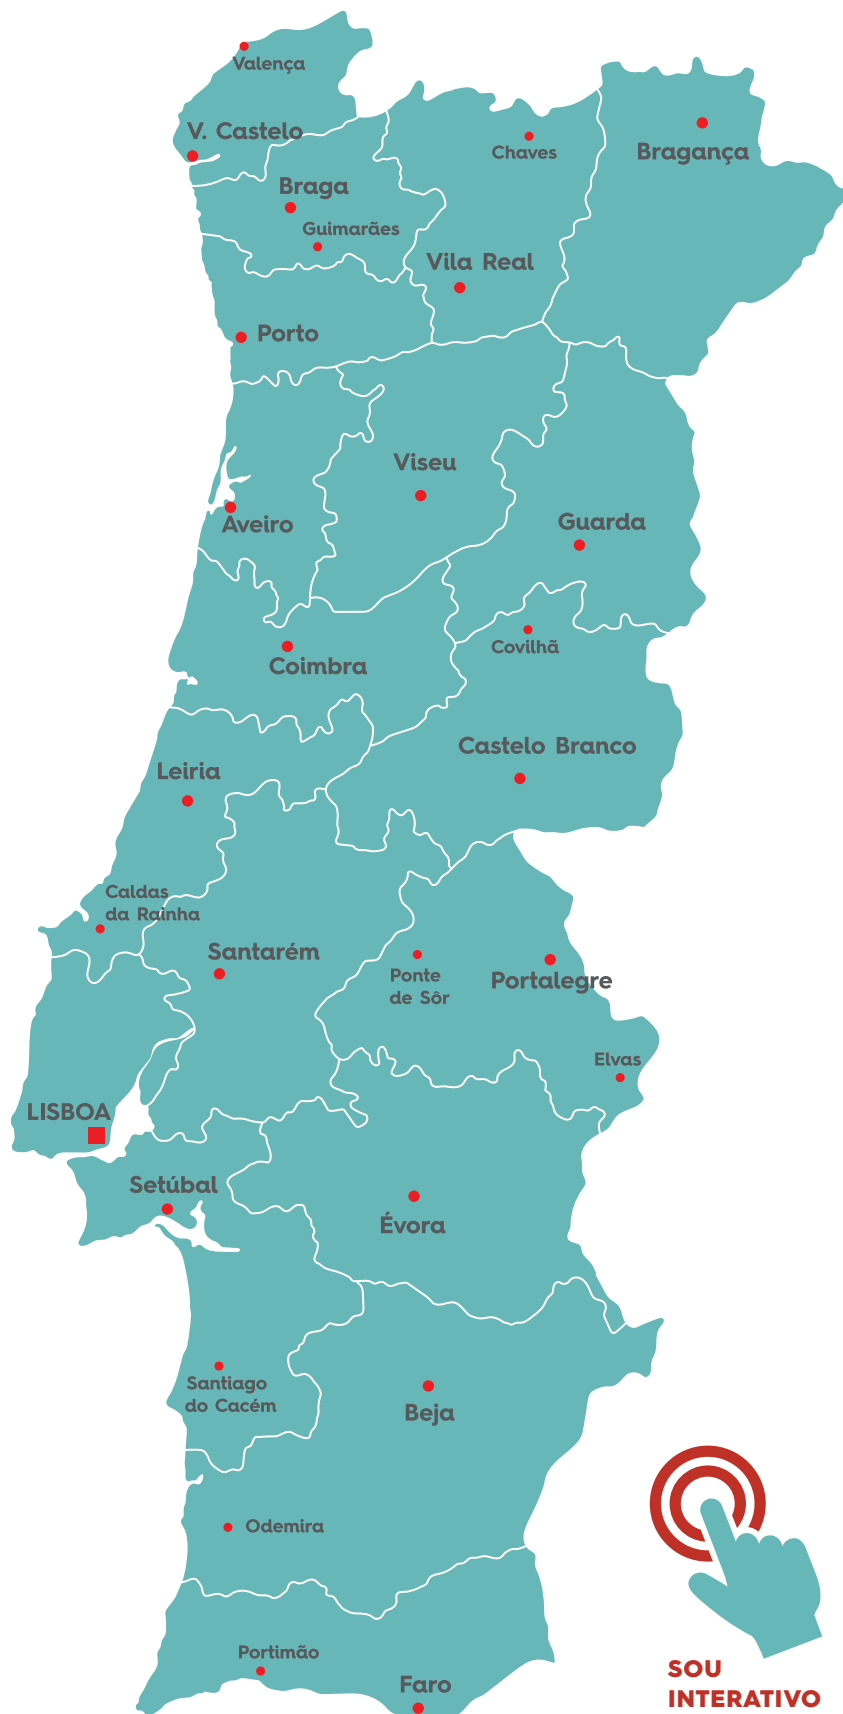 Valença
V. Castelo
Chaves
Bragança
Braga
Guimarães
Vila Real
Porto
Viseu
Aveiro
Guarda
Covilhã
Coimbra
Castelo Branco
Leiria
Caldas
da Rainha
Santarém
Ponte
de Sôr
Portalegre
Elvas
LISBOA
Setúbal
Évora
Santiago
do Cacém
Beja
Odemira
Portimão
Faro
SOU
INTERATIVO